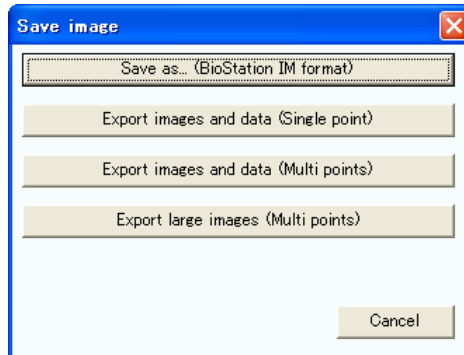 Save image
Save as... (BioStation IM format)
Export images and data (Single point)
Export images and data (Multi points)
Export large images (Multi points)
Cancel